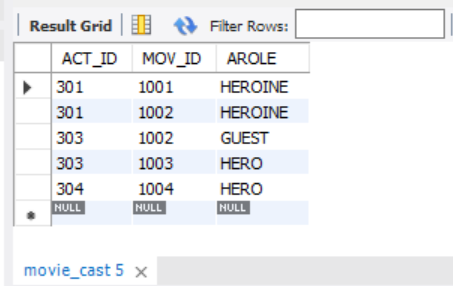 Result Grid Filter Rows:
ACT_ID MOV_ID AROLE
301 1001 HEROINE
301 1002 HEROINE
303 1002 GUEST
303 1003 HERO
304 1004 HERO
NULL NULL NULL
movie_cast 5